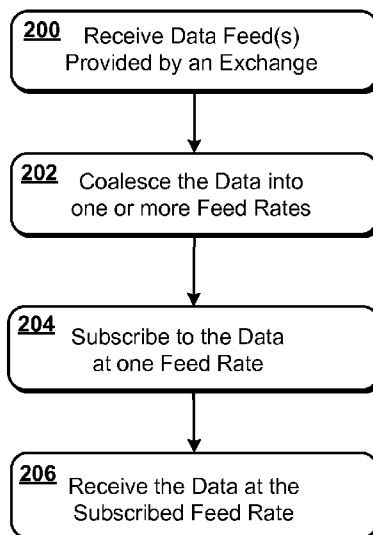 200 Receive Data Feed(s)
Provided by an Exchange
202 Coalesce the Data into
one or more Feed Rates
204 Subscribe to the Data
at one Feed Rate
206 Receive the Data at the
Subscribed Feed Rate